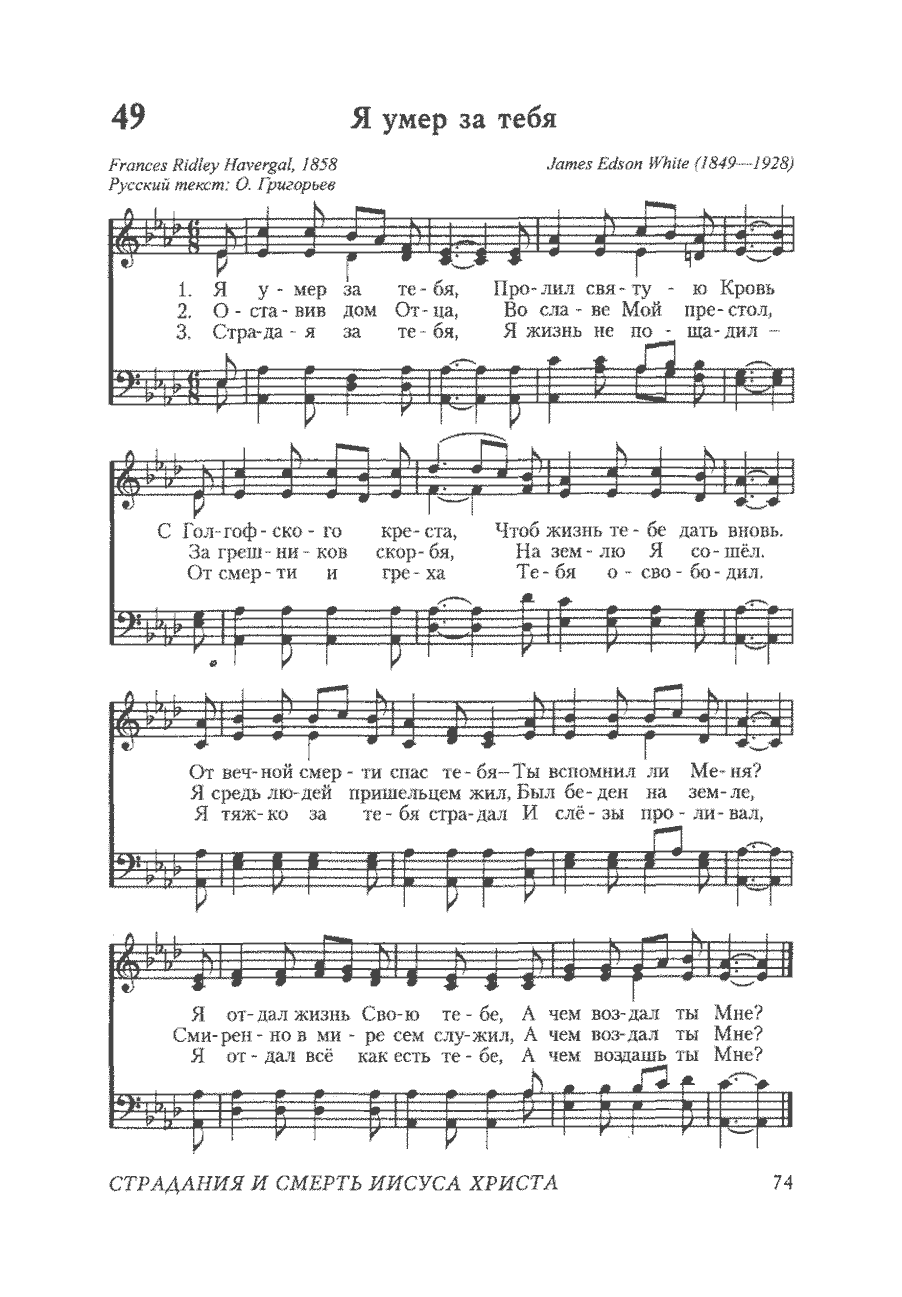 49
Я умер за тебя
Frances Ridley Havergal, 1858
James Edson White (1849—1928)
Русский текст: О. Григорьев
1. Я у - мер за те - бя, Про - лил свя - ту - ю Кровь
2. О - ста - вив дом От - ца, Во сла - ве Мой пре - стол,
3. Стра-да - я за те - бя, Я жизнь не по - ща - дил –
С Гол-гоф - ско - го кре - ста, Чтоб жизнь те - бе дать вновь.
За греш - ни - ков скор - бя, На зем - лю Я со - шёл.
От смер - ти и гре - ха Те - бя о - сво - бо - дил.
От веч - ной смер - ти спас те - бя–Ты вспомнил ли Ме - ня?
Я средь лю - дей пришельцем жил, Был бе - ден на зем - ле,
Я тяж - ко за те - бя стра - дал И слё - зы про - ли - вал,
Я от - дал жизнь Сво-ю те - бе, А чем воз-дал ты Мне?
Сми - рен - но в ми - ре сем слу - жил, А чем воз-дал ты Мне?
Я от - дал всё как есть те - бе, А чем воздашь ты Мне?
СТРАДАНИЯ И СМЕРТЬ ИИСУСА ХРИСТА
74